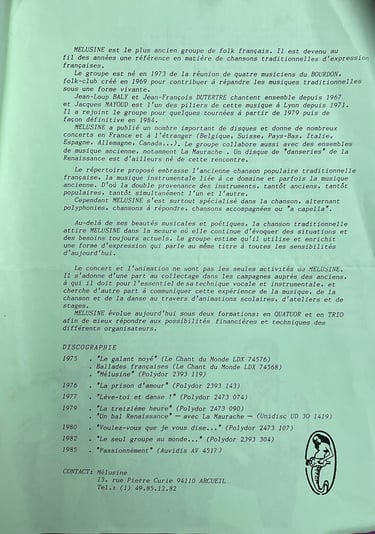 MELUSINE est le plus ancien groupe de folk français. Il est devenu au
fil des années une référence en matière de chansons traditionnelles d'expression
françaises.
Le groupe est né en 1973 de la réunion de quatre musiciens du BOURDON,
folk-club créé en 1969 pour contribuer à répandre les musiques traditionnelles
sous une forme vivante.
Jean-Loup BALY et Jean-François DUTERTRE chantent ensemble depuis 1967
et Jacques MAYOUD est l'un des piliers de cette musique à Lyon depuis 1971.
Il a rejoint le groupe pour quelques tournées à partir de 1979 puis de
façon définitive en 1984.
MELUSINE a publié un nombre important de disques et donne de nombreux
concerts en France et à l'étranger (Belgique, Suisse, Pays-Bas, Italie,
Espagne, Allemagne, Canada...). Le groupe collabore aussi avec des ensembles
de musique ancienne, notamment La Maurache . Un disque de "danseries" de la
Renaissance est d'ailleurs né de cette rencontre.
Le répertoire proposé embrasse l'ancienne chanson populaire traditionnelle
française, la musique instrumentale liée à ce domaine et parfois la musique
ancienne. D'où la double provenance des instruments, tantôt anciens, tantôt
populaires, tantôt simultanément l'un et l'autre.
Cependant MELUSINE s'est surtout spécialisé dans la chanson, alternant
polyphonies, chansons à répondre, chansons accompagnées ou "a capella".
Au-delà de ses beautés musicales et poétiques, la chanson traditionnelle
attire MELUSINE dans la mesure où elle continue d'évoquer des situations et
des besoins toujours actuels. Le groupe estime qu'il utilise et enrichit
une forme d'expression qui parle au même titre à toutes les sensibilités
d'aujourd'hui.
Le concert et l'animation ne sont pas les seules activités de MELUSINE.
Il s'adonne d'une part au collectage dans les campagnes auprès des anciens,
à qui il doit pour l'essentiel de sa technique vocale et instrumentale, et
cherche d'autre part à communiquer cette expérience de la musique, de la
chanson et de la danse au travers d'animations scolaires, d'ateliers et de
stages.
MELUSINE évolue aujourd'hui sous deux formations: en QUATUOR et en TRIO
afin de mieux répondre aux possibilités financières et techniques des
différents organisateurs.
DISCOGRAPHIE
1975 . "Le galant noyé" (Le Chant du Monde LDX 74576)
. Ballades françaises (Le Chant du Monde LDX 74568)
. "Mélusine" (Polydor 2393 119)
1976 . "La prison d'amour" (Polydor 2393 143)
1977 . "Lève-toi et danse !" (Polydor 2473 074)
1979 . "La treizième heure" (Polydor 2473 090)
. "Un bal Renaissance" — avec La Maurache — (Unidisc UD 30 1419)
1980 . "Voulez-vous que je vous dise..." (Polydor 2473 107)
1982 . "Le seul groupe au monde..." (Polydor 2393 304)
1985 . "Passionnément" (Auvidis AV 4517)
CONTACT: Mélusine
13, rue Pierre Curie 94110 ARCUEIL
Tel.: (1) 49.85.12.82